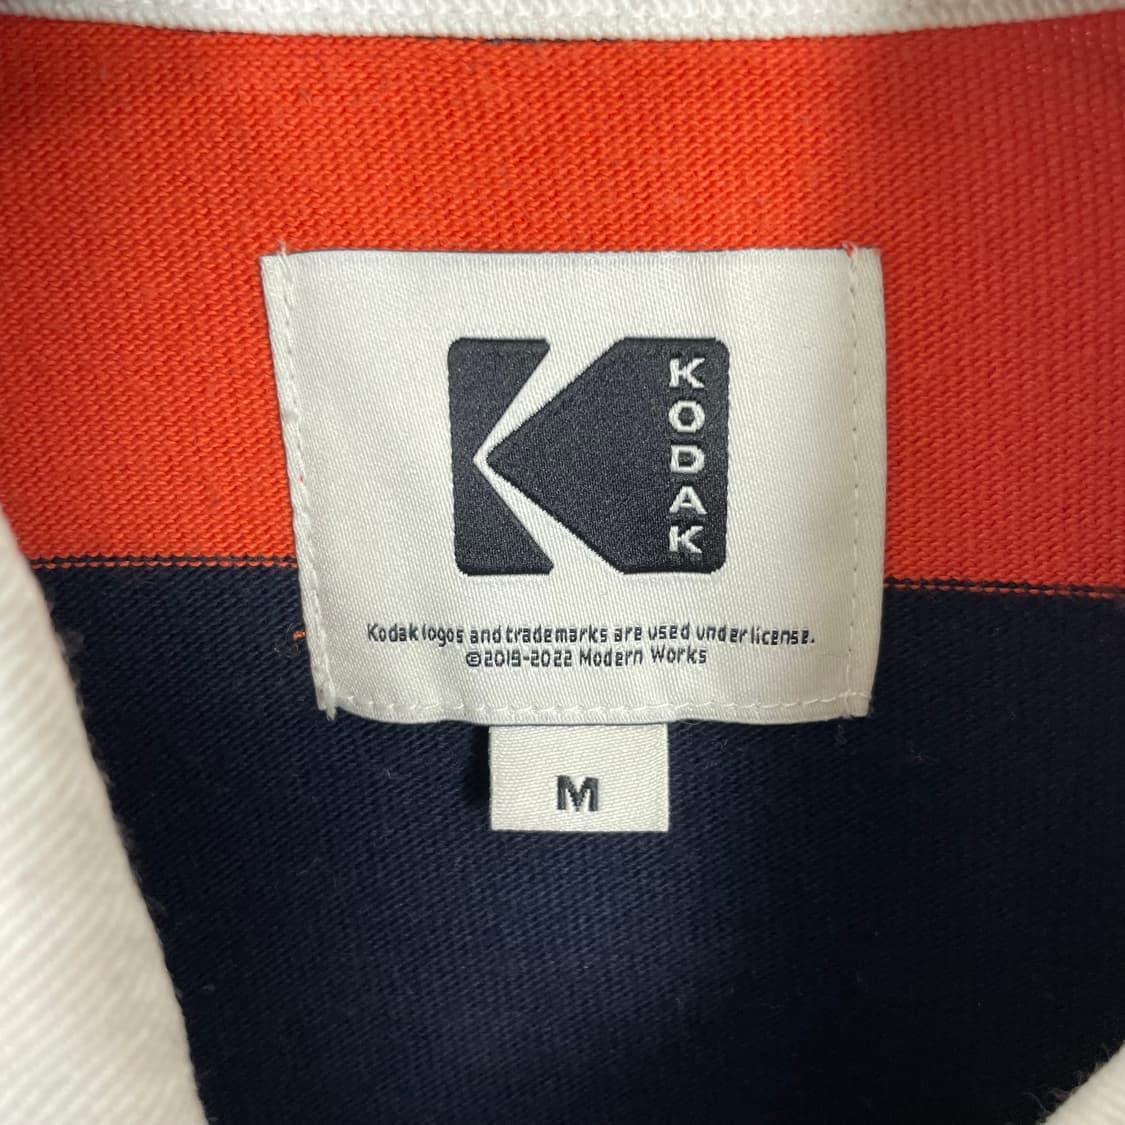 KODAK
Kodak logos and trademarks are used under license.
©2019-2022 Modern Works
M